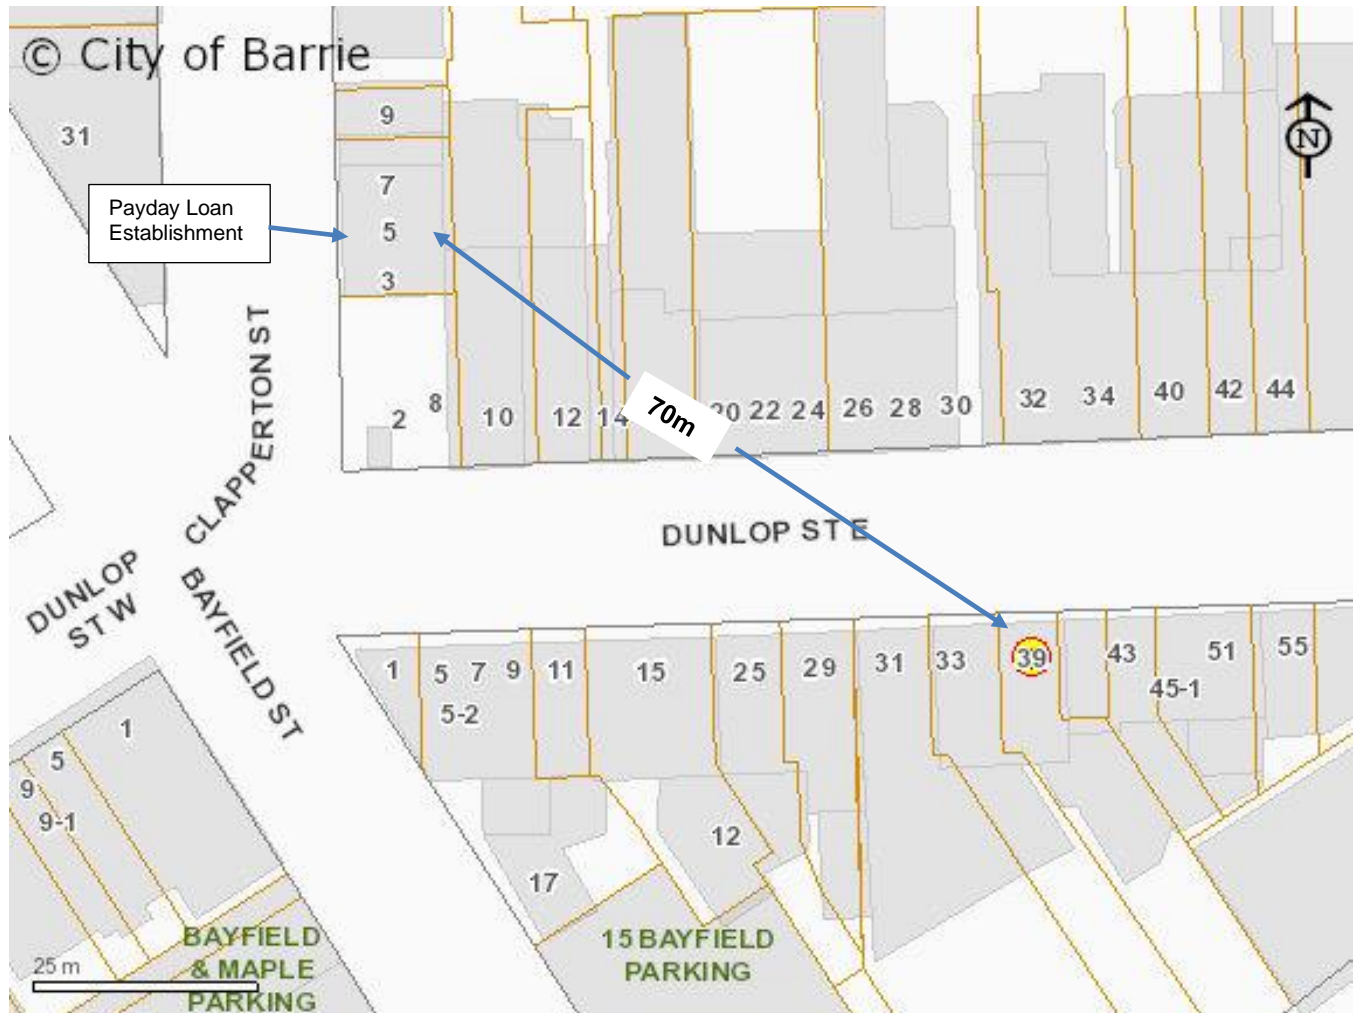 © City of Barrie
31
9
7
5
3
Payday Loan
Establishment
N
CLAPPERTON ST
2
8
10
12
14
70m
20
22
24
26
28
30
32
34
40
42
44
DUNLOP ST E
DUNLOP
ST W
BAYFIELD ST
1
5
7
9
5-2
11
15
25
29
31
33
39
43
45-1
51
55
1
5
9
9-1
12
17
BAYFIELD
& MAPLE
PARKING
15 BAYFIELD
PARKING
25 m